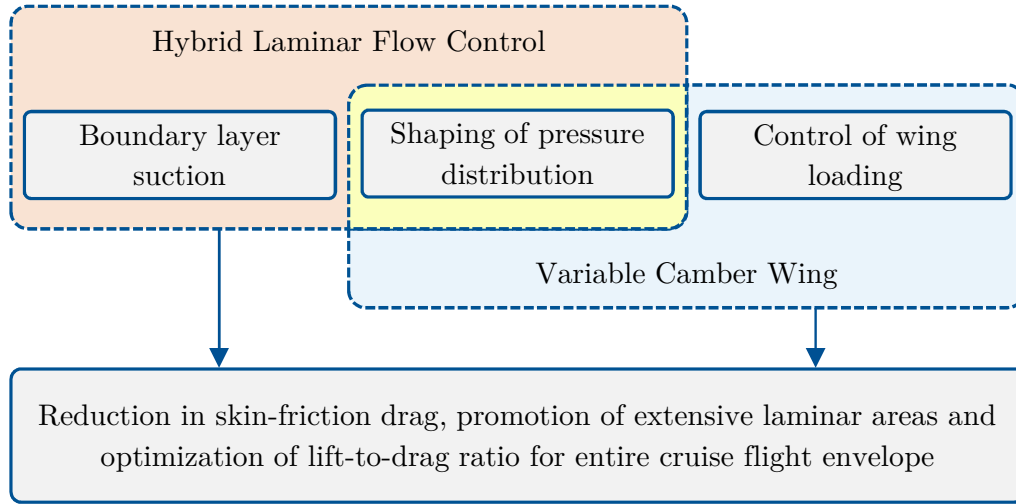 Hybrid Laminar Flow Control
Boundary layer
suction
Shaping of pressure
distribution
Control of wing
loading
Variable Camber Wing
Reduction in skin-friction drag, promotion of extensive laminar areas and
optimization of lift-to-drag ratio for entire cruise flight envelope